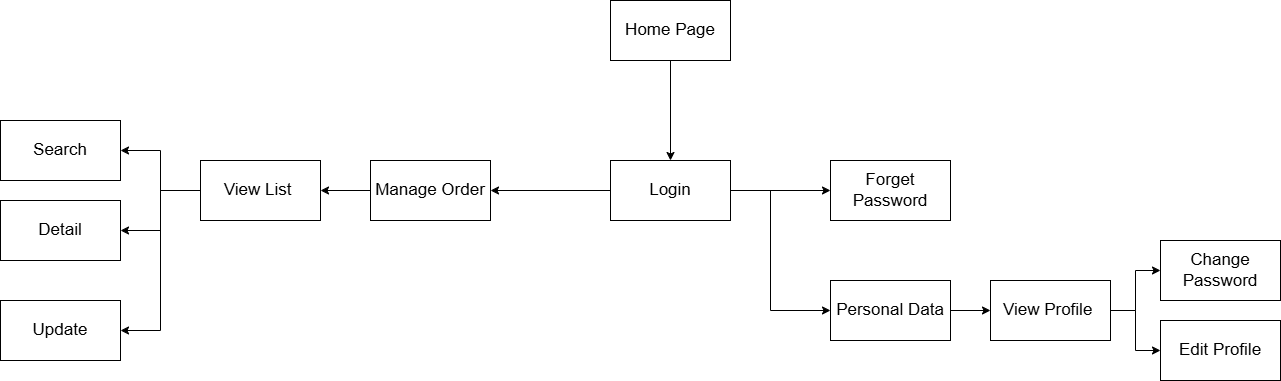 Home Page
Search
View List
Manage Order
Login
Forget
Password
Detail
Change
Password
Personal Data
View Profile
Update
Edit Profile